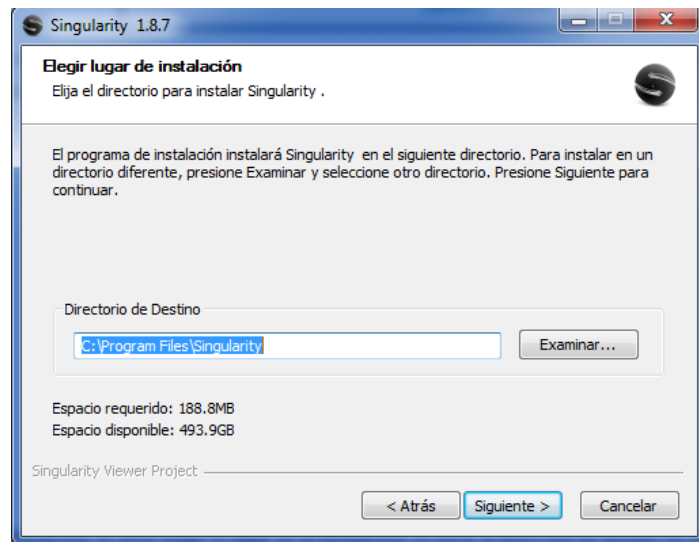 Singularity 1.8.7
Elegir lugar de instalación
Elija el directorio para instalar Singularity .
El programa de instalación instalará Singularity en el siguiente directorio. Para instalar en un
directorio diferente, presione Examinar y seleccione otro directorio. Presione Siguiente para
continuar.
Directorio de Destino
C:\Program Files\Singularity
Examinar...
Espacio requerido: 188.8MB
Espacio disponible: 493.9GB
Singularity Viewer Project
< Atrás Siguiente > Cancelar